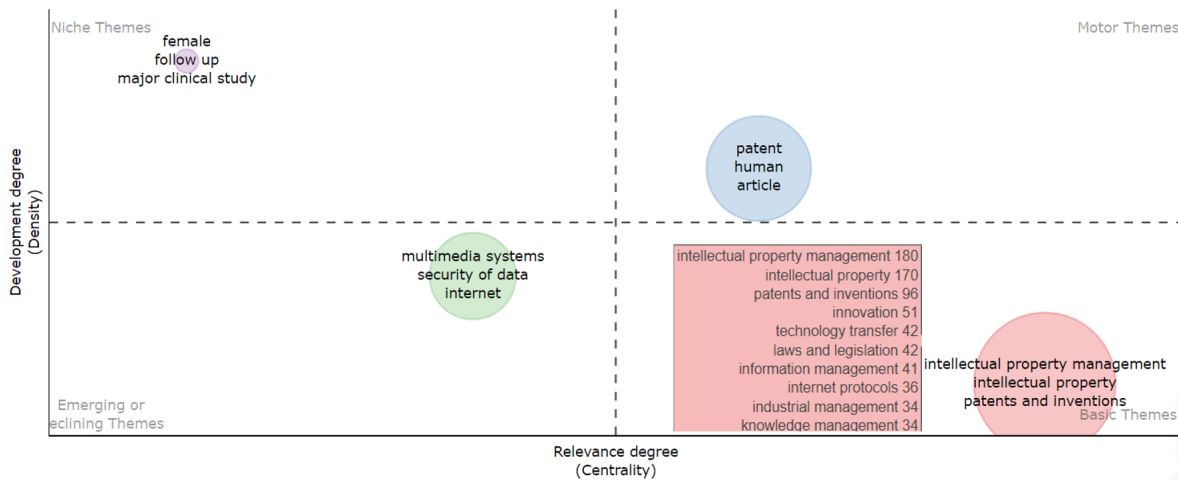 Niche Themes
Motor Themes
female
follow up
major clinical study
patent
human
article
Development degree
(Density)
multimedia systems
security of data
internet
intellectual property management 180
intellectual property 170
patents and inventions 96
innovation 51
technology transfer 42
laws and legislation 42
information management 41
internet protocols 36
industrial management 34
knowledge management 34
intellectual property management
intellectual property
patents and inventions
Emerging or
eclining Themes
Basic Themes
Relevance degree
(Centrality)